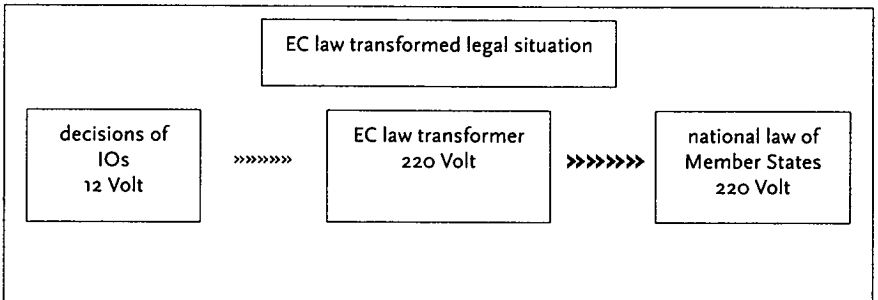 EC law transformed legal situation
decisions of
IOs
12 Volt
»»»»»»
EC law transformer
220 Volt
»»»»»»»»
national law of
Member States
220 Volt